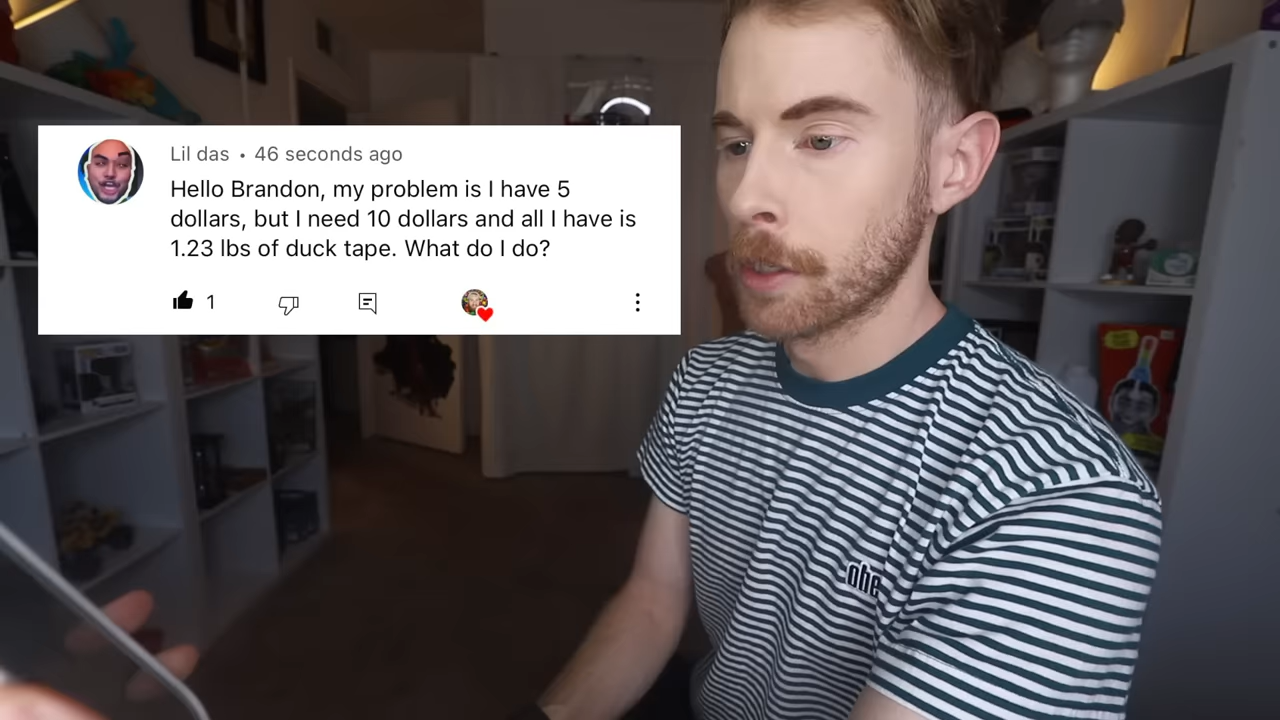 Lil das • 46 seconds ago
Hello Brandon, my problem is I have 5
dollars, but I need 10 dollars and all I have is
1.23 lbs of duck tape. What do I do?
1
obe